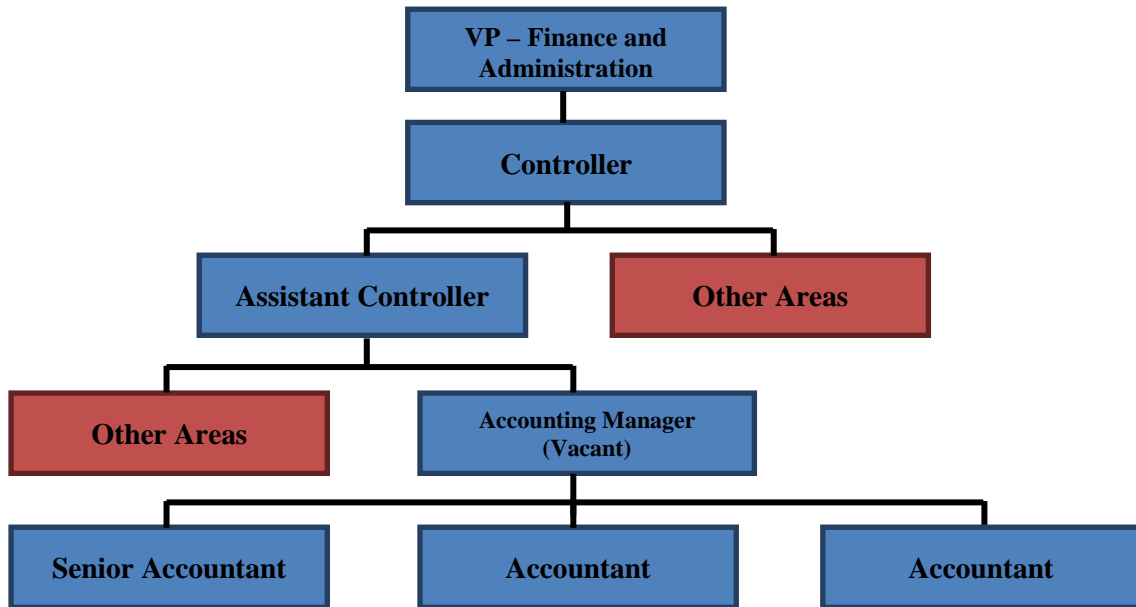 VP – Finance and
Administration
Controller
Assistant Controller
Other Areas
Other Areas
Accounting Manager
(Vacant)
Senior Accountant
Accountant
Accountant